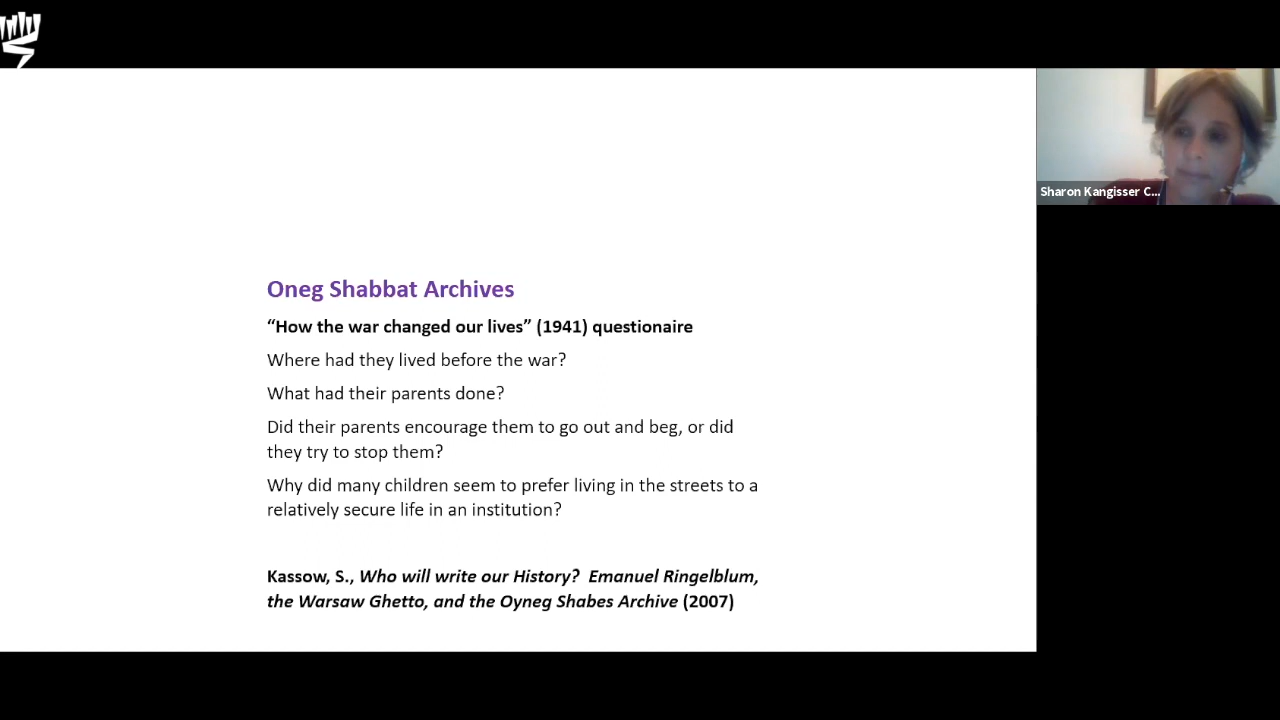 Oneg Shabbat Archives
“How the war changed our lives” (1941) questionaire
Where had they lived before the war?
What had their parents done?
Did their parents encourage them to go out and beg, or did
they try to stop them?
Why did many children seem to prefer living in the streets to a
relatively secure life in an institution?
Kassow, S., Who will write our History? Emanuel Ringelblum,
the Warsaw Ghetto, and the Oyneg Shabes Archive (2007)
Sharon Kangisser C...